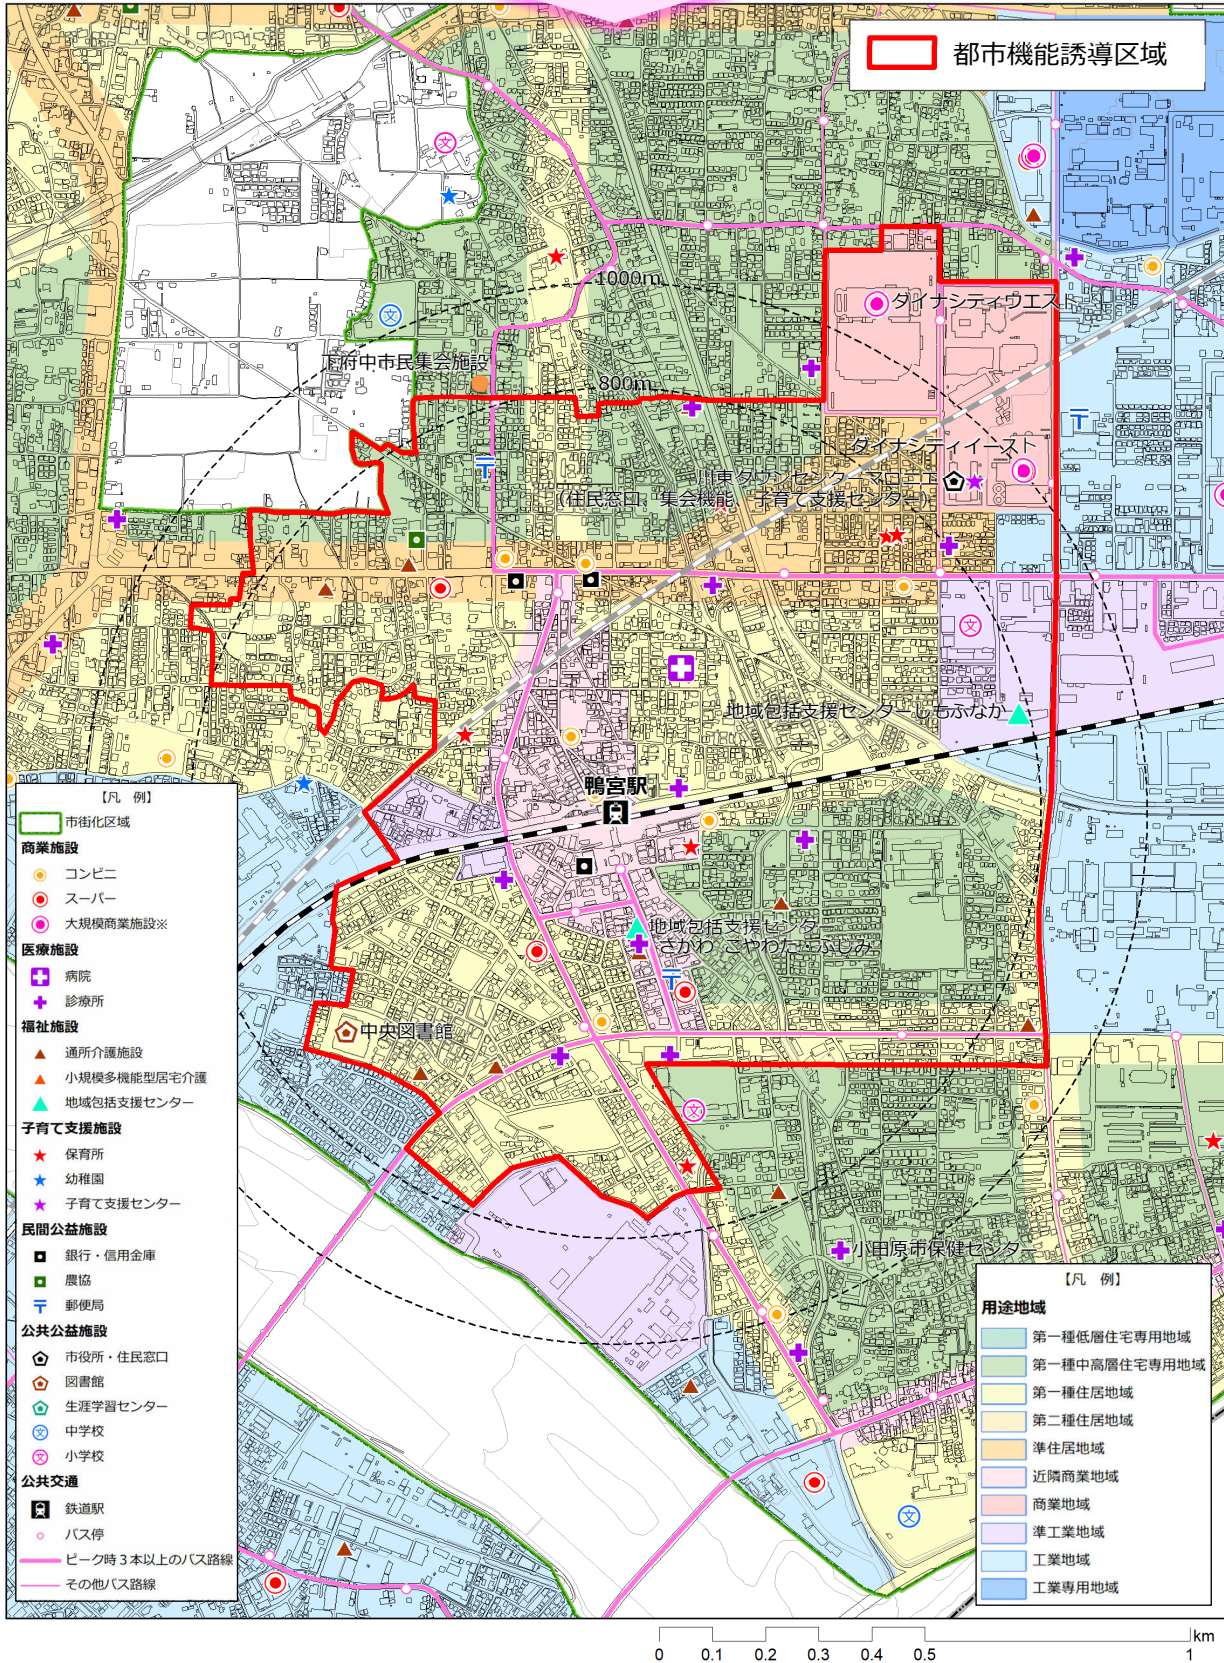 都市機能誘導区域
1000m
ダイナシティウエスト
下府中市民集会施設
800m
ダイナシティイースト
川東タウンセンターマロニエ
(住民窓口、集会機能、子育て支援センター)
地域包括支援センターしもふなか
鴨宮駅
地域包括支援センター
さかわ こやわた・ふじみ
中央図書館
小田原市保健センター
【凡 例】
市街化区域
商業施設
コンビニ
スーパー
大規模商業施設※
医療施設
病院
診療所
福祉施設
通所介護施設
小規模多機能型居宅介護
地域包括支援センター
子育て支援施設
保育所
幼稚園
子育て支援センター
民間公益施設
銀行・信用金庫
農協
郵便局
公共公益施設
市役所・住民窓口
図書館
生涯学習センター
中学校
小学校
公共交通
鉄道駅
バス停
ピーク時3本以上のバス路線
その他バス路線
【凡 例】
用途地域
第一種低層住宅専用地域
第一種中高層住宅専用地域
第一種住居地域
第二種住居地域
準住居地域
近隣商業地域
商業地域
準工業地域
工業地域
工業専用地域
km
0 0.1 0.2 0.3 0.4 0.5 1